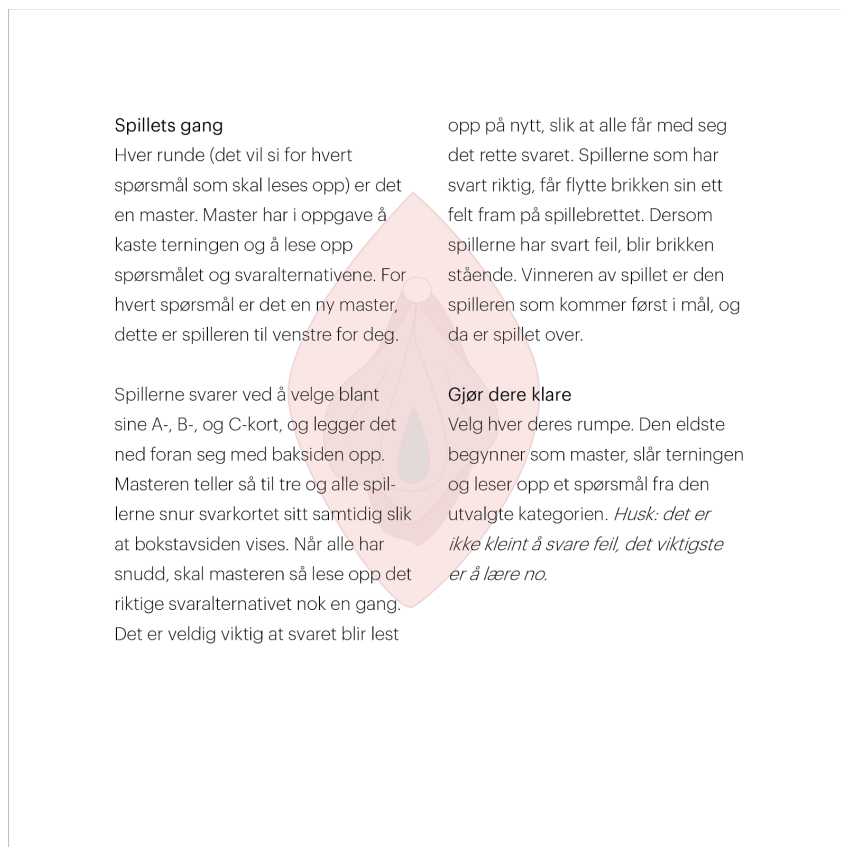 Spillets gang
Hver runde (det vil si for hvert
spørsmål som skal leses opp) er det
en master. Master har i oppgave å
kaste terningen og å lese opp
spørsmålet og svaralternativene. For
hvert spørsmål er det en ny master,
dette er spilleren til venstre for deg.
Spillerne svarer ved å velge blant
sine A-, B-, og C-kort, og legger det
ned foran seg med baksiden opp.
Masteren teller så til tre og alle spil-
lerne snur svarkortet sitt samtidig slik
at bokstavsiden vises. Når alle har
snudd, skal masteren så lese opp det
riktige svaralternativet nok en gang.
Det er veldig viktig at svaret blir lest
opp på nytt, slik at alle får med seg
det rette svaret. Spillerne som har
svart riktig, får flytte brikken sin ett
felt fram på spillebrettet. Dersom
spillerne har svart feil, blir brikken
stående. Vinneren av spillet er den
spilleren som kommer først i mål, og
da er spillet over.
Gjør dere klare
Velg hver deres rumpe. Den eldste
begynner som master, slår terningen
og leser opp et spørsmål fra den
utvalgte kategorien. Husk: det er
ikke kleint å svare feil, det viktigste
er å lære no.